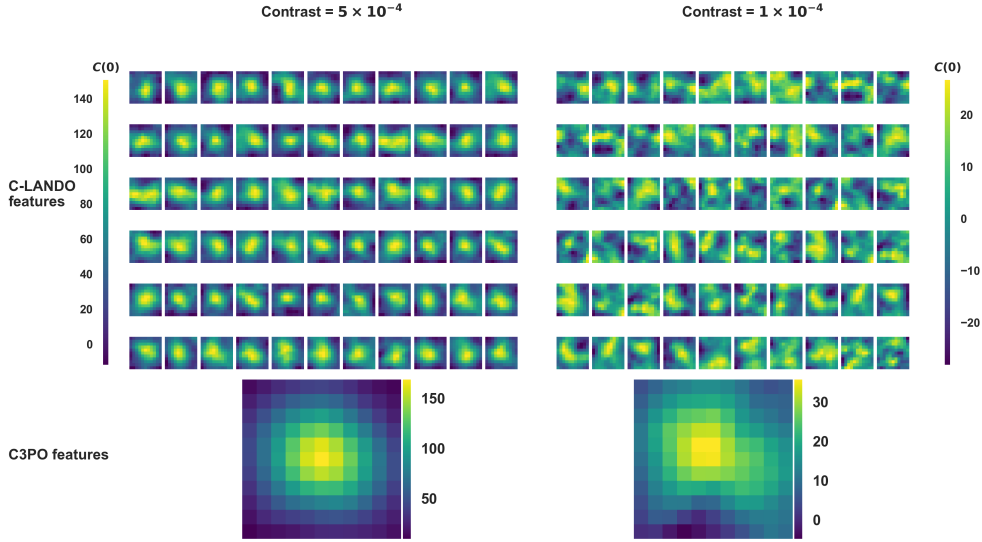 Contrast = 5 × 10⁻⁴
Contrast = 1 × 10⁻⁴
C(0)
140
120
100
80
60
40
20
0
C-LANDO
features
C(0)
20
10
0
−10
−20
C3PO features
150
100
50
30
20
10
0